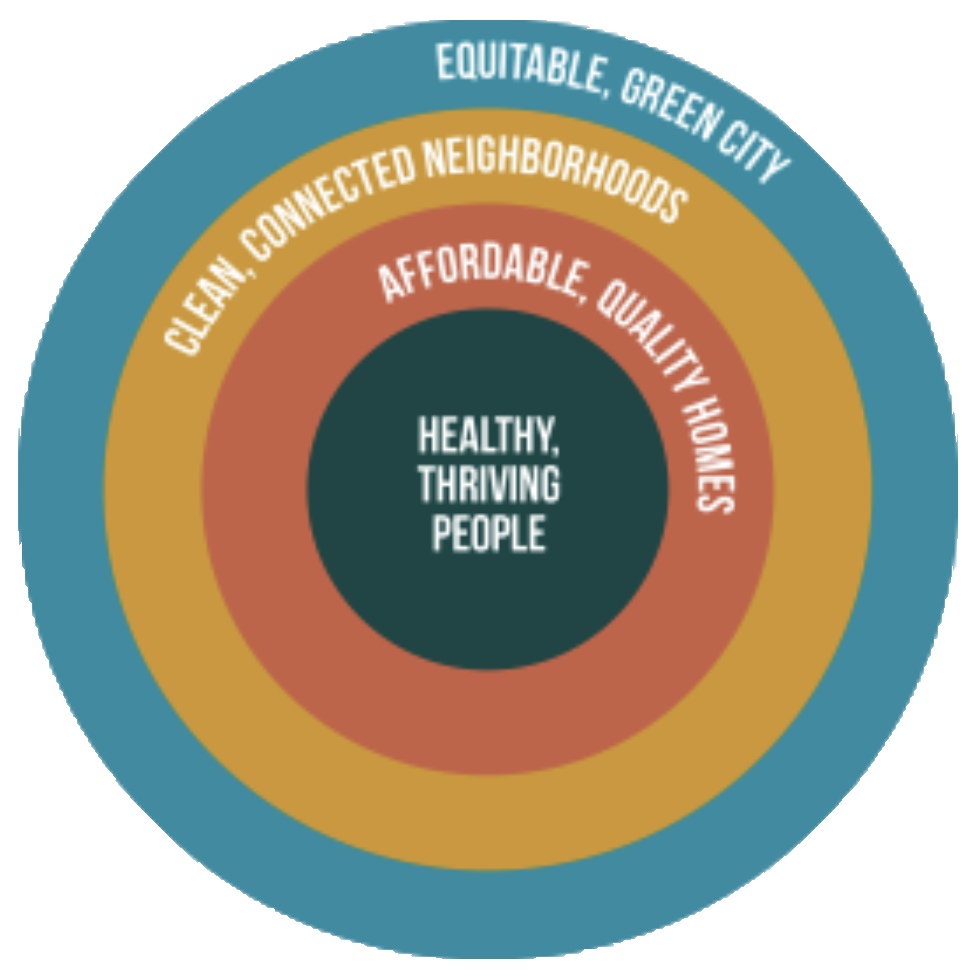 EQUITABLE, GREEN CITY
CLEAN, CONNECTED NEIGHBORHOODS
AFFORDABLE, QUALITY HOMES
HEALTHY,
THRIVING
PEOPLE